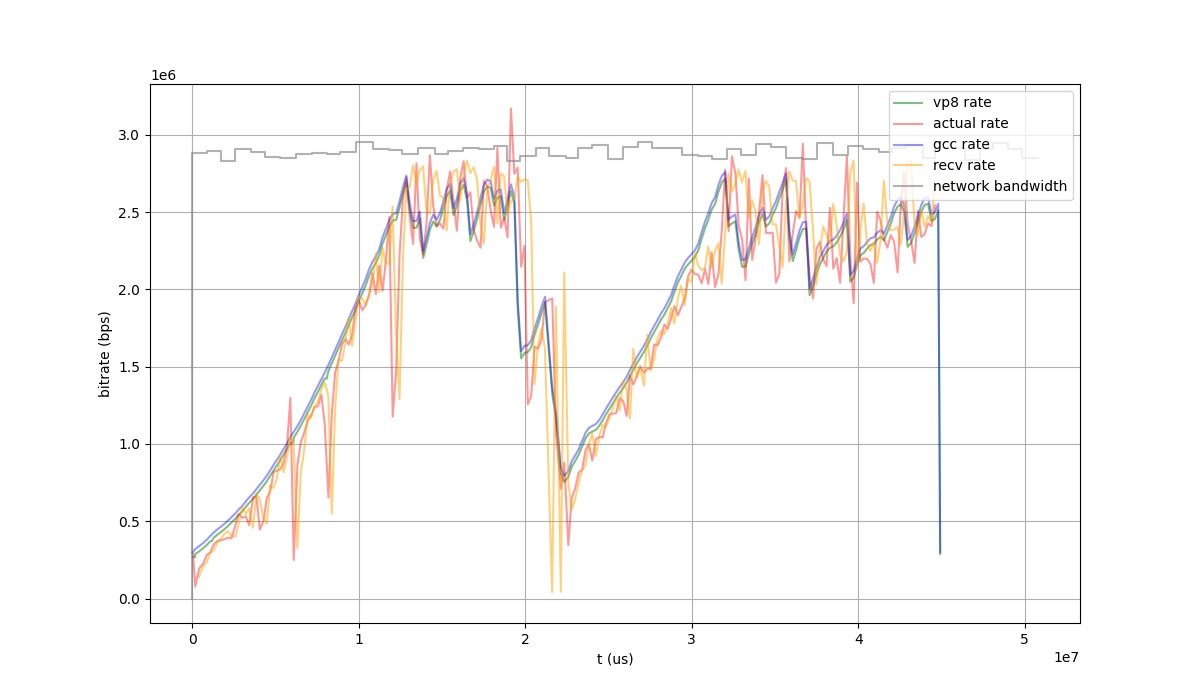 1e6
3.0
2.5
2.0
1.5
1.0
0.5
0.0
bitrate (bps)
vp8 rate
actual rate
gcc rate
recv rate
network bandwidth
0 1 2 3 4 5
t (us)
1e7